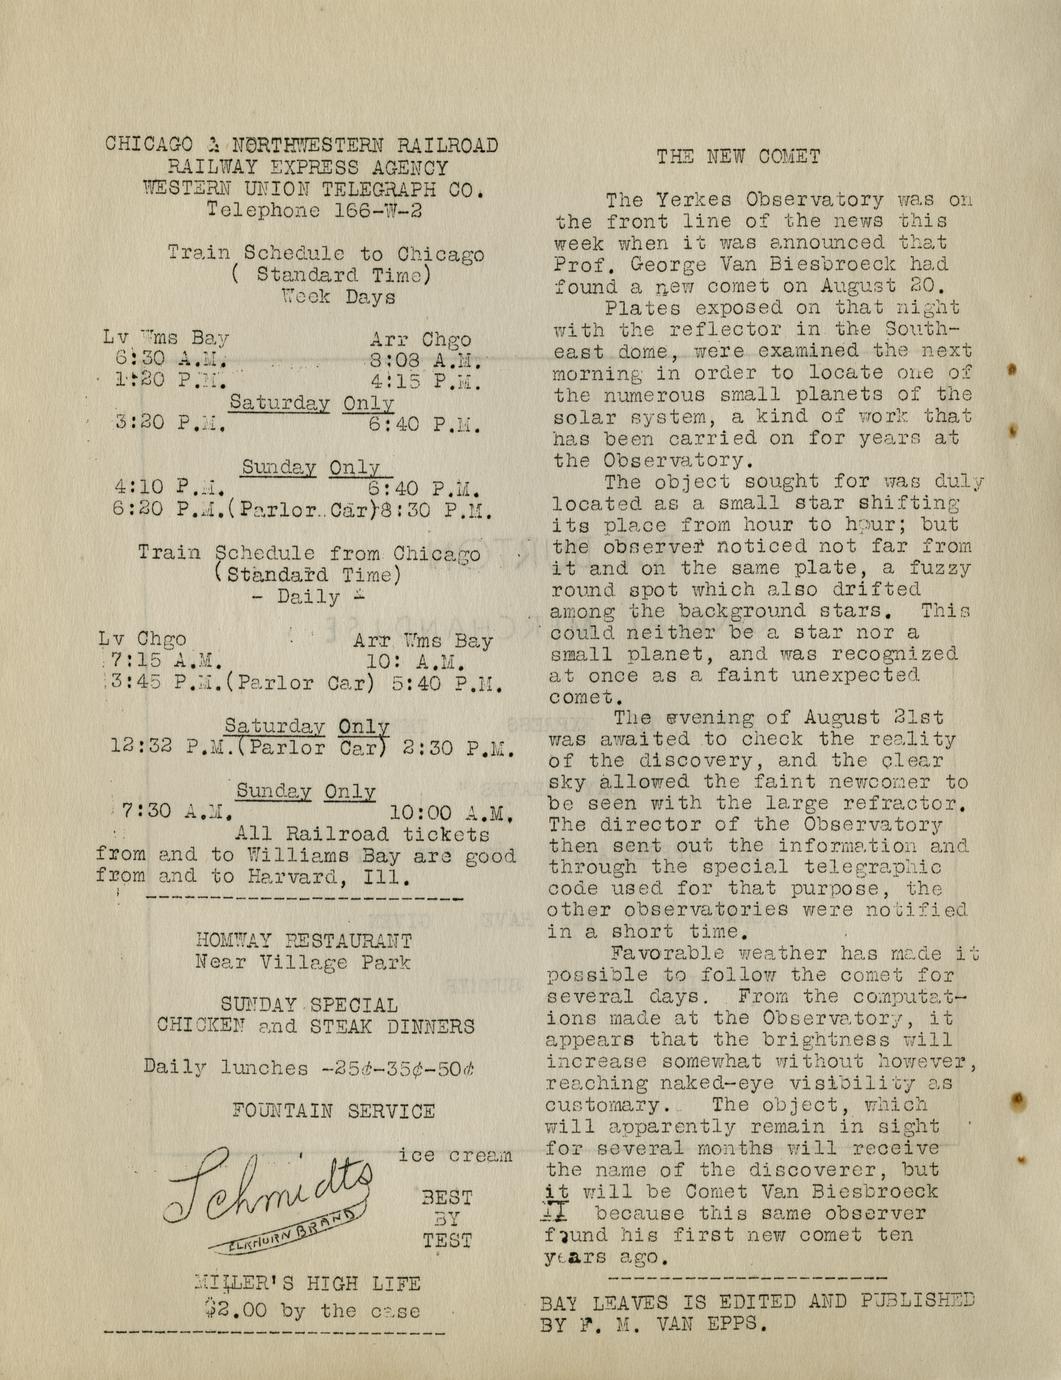 CHICAGO & NORTHWESTERN RAILROAD
RAILWAY EXPRESS AGENCY
WESTERN UNION TELEGRAPH CO.
Telephone 166-W-2
Train Schedule to Chicago
( Standard Time)
Week Days
Lv Wms Bay Arr Chgo
6:30 A.M. 8:08 A.M.
1:20 P.M. 4:15 P.M.
Saturday Only
3:20 P.M. 6:40 P.M.
Sunday Only
4:10 P.M. 6:40 P.M.
6:20 P.M.(Parlor Car)8:30 P.M.
Train Schedule from Chicago
(Standard Time)
- Daily -
Lv Chgo Arr Wms Bay
7:15 A.M. 10: A.M.
3:45 P.M.(Parlor Car) 5:40 P.M.
Saturday Only
12:32 P.M.(Parlor Car) 2:30 P.M.
Sunday Only
7:30 A.M. 10:00 A.M.
All Railroad tickets
from and to Williams Bay are good
from and to Harvard, Ill.
HOMWAY RESTAURANT
Near Village Park
SUNDAY SPECIAL
CHICKEN and STEAK DINNERS
Daily lunches -25¢-35¢-50¢
FOUNTAIN SERVICE
Schmidts ice cream
ELKHORN BRAND
BEST
BY
TEST
MILLER'S HIGH LIFE
$2.00 by the case
THE NEW COMET
The Yerkes Observatory was on
the front line of the news this
week when it was announced that
Prof. George Van Biesbroeck had
found a new comet on August 20.
Plates exposed on that night
with the reflector in the South-
east dome, were examined the next
morning in order to locate one of
the numerous small planets of the
solar system, a kind of work that
has been carried on for years at
the Observatory.
The object sought for was duly
located as a small star shifting
its place from hour to hour; but
the observer noticed not far from
it and on the same plate, a fuzzy
round spot which also drifted
among the background stars. This
could neither be a star nor a
small planet, and was recognized
at once as a faint unexpected
comet.
The evening of August 21st
was awaited to check the reality
of the discovery, and the clear
sky allowed the faint newcomer to
be seen with the large refractor.
The director of the Observatory
then sent out the information and
through the special telegraphic
code used for that purpose, the
other observatories were notified
in a short time.
Favorable weather has made it
possible to follow the comet for
several days. From the computat-
ions made at the Observatory, it
appears that the brightness will
increase somewhat without however,
reaching naked-eye visibility as
customary. The object, which
will apparently remain in sight
for several months will receive
the name of the discoverer, but
it will be Comet Van Biesbroeck
II because this same observer
found his first new comet ten
years ago.
BAY LEAVES IS EDITED AND PUBLISHED
BY F. M. VAN EPPS.